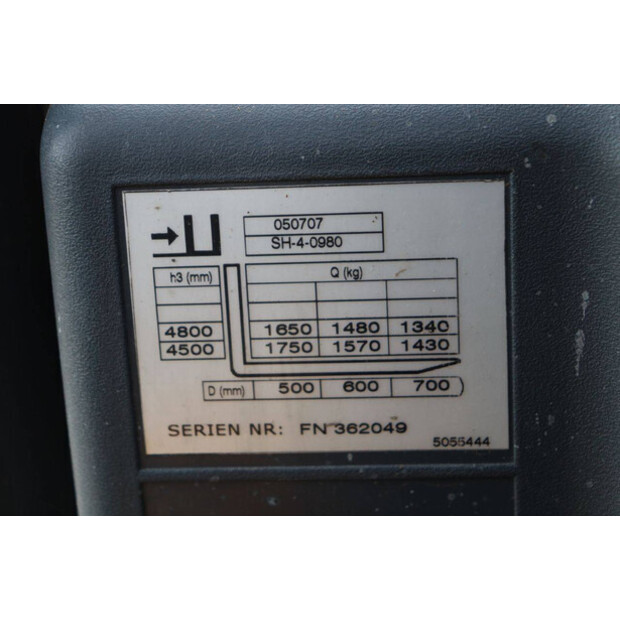 050707
SH-4-0980
h3 (mm) Q (kg)
4800 1650 1480 1340
4500 1750 1570 1430
D (mm) 500 600 700
SERIEN NR: FN 362049
5055444